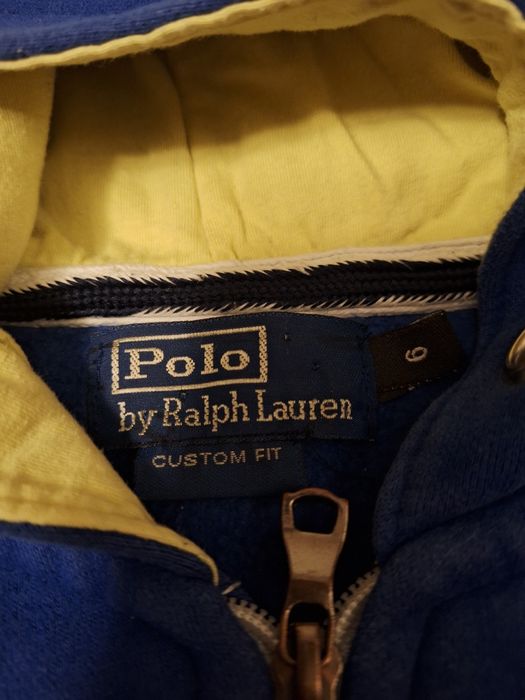 Polo
by Ralph Lauren
CUSTOM FIT
6